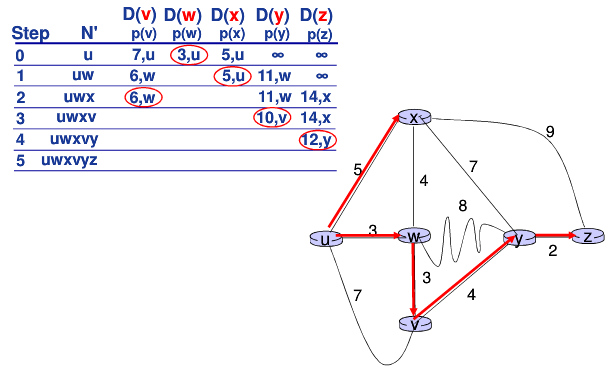 D(v) D(w) D(x) D(y) D(z)
Step N' p(v) p(w) p(x) p(y) p(z)
0 u 7,u 3,u 5,u ∞ ∞
1 uw 6,w 5,u 11,w ∞
2 uwx 6,w 11,w 14,x
3 uwxv 10,v 14,x
4 uwxvy 12,y
5 uwxvyz
x
9
5
7
4
8
u
3
w
y
z
2
3
7
4
v